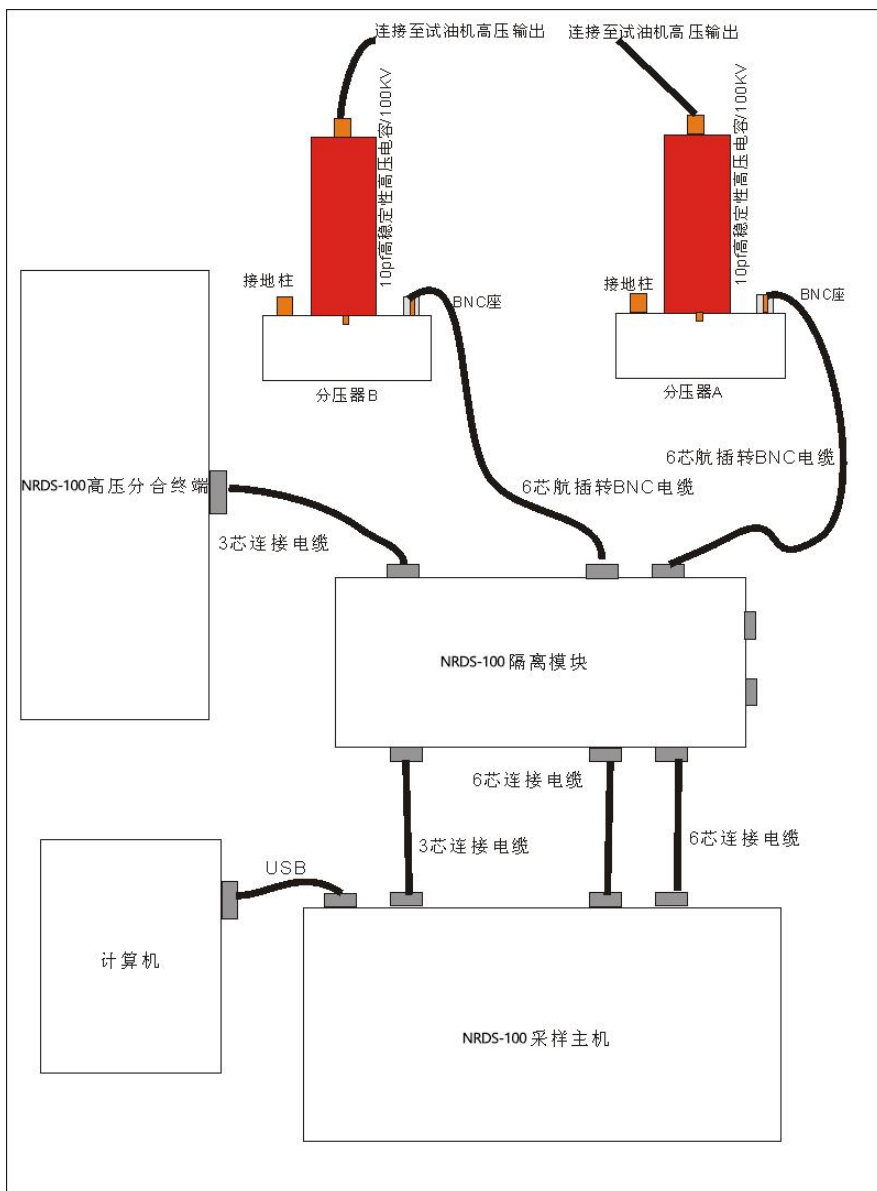 连接至试油机高压输出
连接至试油机高压输出
10pf高稳定性高压电容/100KV
10pf高稳定性高压电容/100KV
接地柱
BNC座
接地柱
BNC座
分压器B
分压器A
NRDS-100高压分合终端
6芯航插转BNC电缆
6芯航插转BNC电缆
3芯连接电缆
NRDS-100 隔离模块
6芯连接电缆
3芯连接电缆
6芯连接电缆
USB
计算机
NRDS-100 采样主机